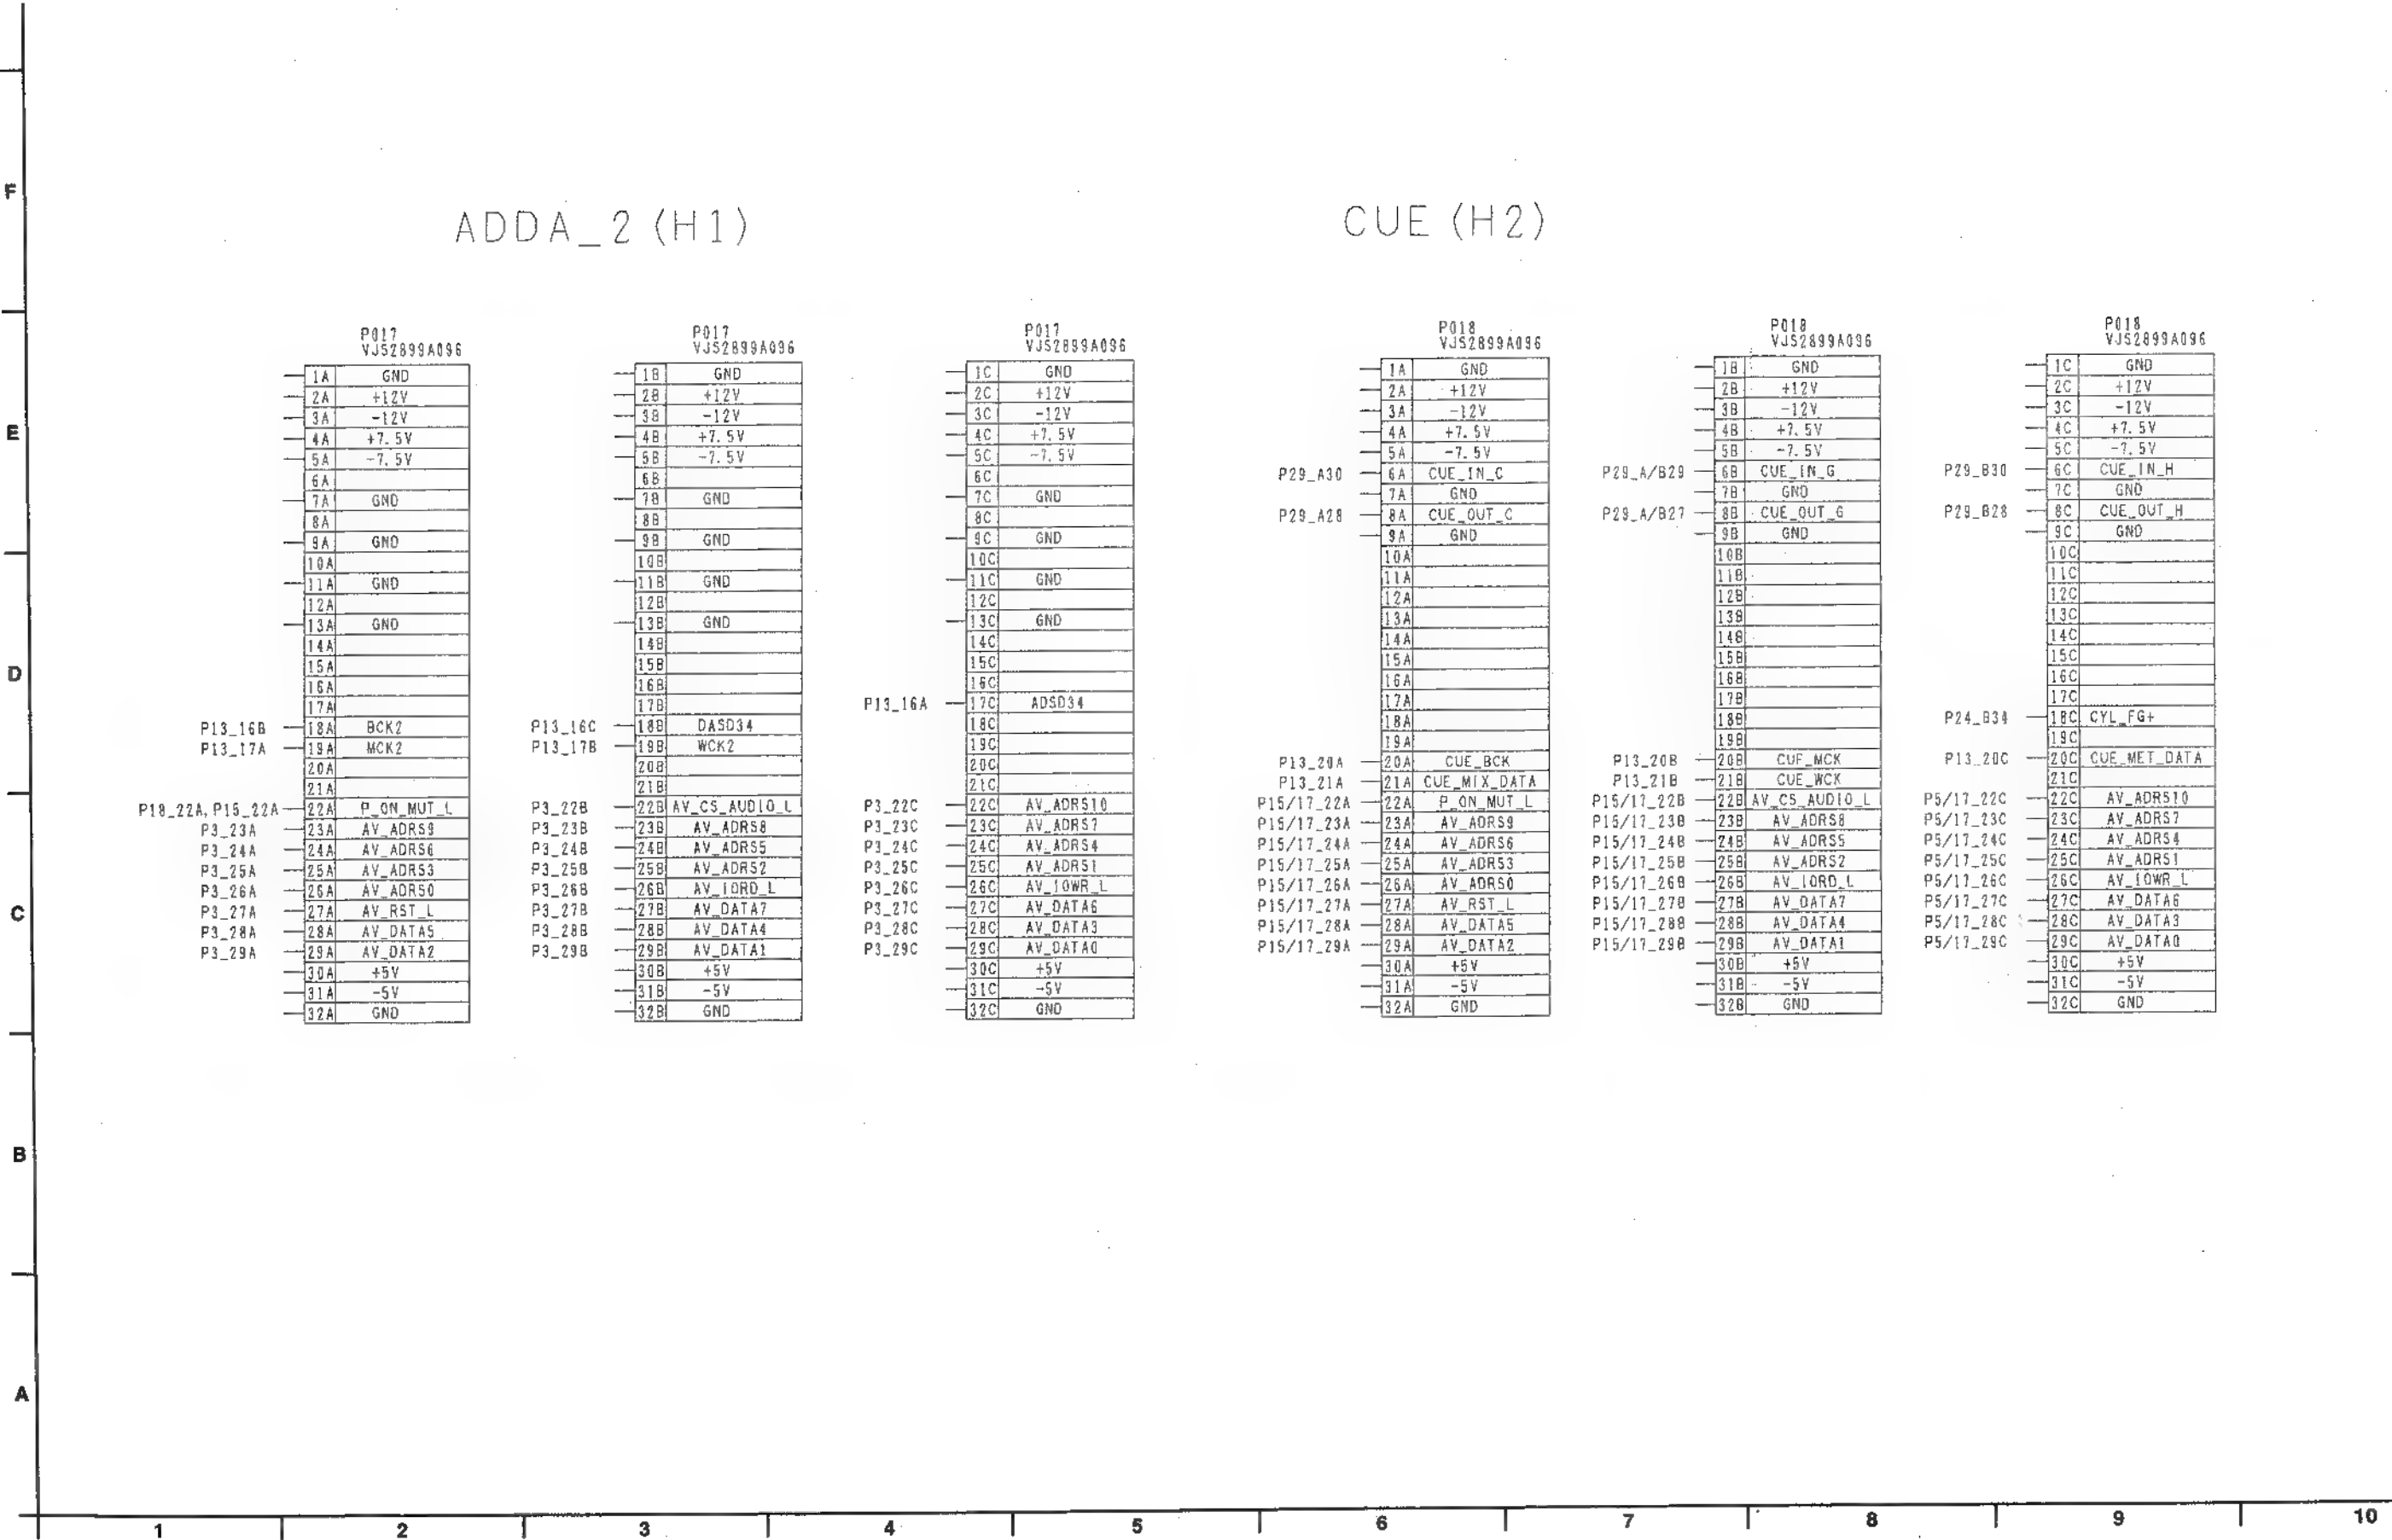 F
ADDA_2 (H1)
CUE (H2)
E
P017
VJS2899A096
1A GND
2A +12V
3A -12V
4A +7.5V
5A -7.5V
6A
7A GND
8A
9A GND
10A
11A GND
12A
13A GND
14A
15A
16A
17A
P13_16B 18A BCK2
P13_17A 19A MCK2
20A
21A
P18_22A, P15_22A 22A P_ON_MUT_L
P3_23A 23A AV_ADRS9
P3_24A 24A AV_ADRS6
P3_25A 25A AV_ADRS3
P3_26A 26A AV_ADRS0
P3_27A 27A AV_RST_L
P3_28A 28A AV_DATA5
P3_29A 29A AV_DATA2
30A +5V
31A -5V
32A GND
P017
VJS2899A096
1B GND
2B +12V
3B -12V
4B +7.5V
5B -7.5V
6B
7B GND
8B
9B GND
10B
11B GND
12B
13B GND
14B
15B
16B
17B
P13_16C 18B DASD34
P13_17B 19B WCK2
20B
21B
P3_22B 22B AV_CS_AUDIO_L
P3_23B 23B AV_ADRS8
P3_24B 24B AV_ADRS5
P3_25B 25B AV_ADRS2
P3_26B 26B AV_IORD_L
P3_27B 27B AV_DATA7
P3_28B 28B AV_DATA4
P3_29B 29B AV_DATA1
30B +5V
31B -5V
32B GND
P017
VJS2899A096
1C GND
2C +12V
3C -12V
4C +7.5V
5C -7.5V
6C
7C GND
8C
9C GND
10C
11C GND
12C
13C GND
14C
15C
16C
P13_16A 17C ADSD34
18C
19C
20C
21C
P3_22C 22C AV_ADRS10
P3_23C 23C AV_ADRS7
P3_24C 24C AV_ADRS4
P3_25C 25C AV_ADRS1
P3_26C 26C AV_IOWR_L
P3_27C 27C AV_DATA6
P3_28C 28C AV_DATA3
P3_29C 29C AV_DATA0
30C +5V
31C -5V
32C GND
P018
VJS2899A096
1A GND
2A +12V
3A -12V
4A +7.5V
5A -7.5V
P29_A30 6A CUE_IN_C
7A GND
P29_A28 8A CUE_OUT_C
9A GND
10A
11A
12A
13A
14A
15A
16A
17A
18A
19A
P13_20A 20A CUE_BCK
P13_21A 21A CUE_MIX_DATA
P15/17_22A 22A P_ON_MUT_L
P15/17_23A 23A AV_ADRS9
P15/17_24A 24A AV_ADRS6
P15/17_25A 25A AV_ADRS3
P15/17_26A 26A AV_ADRS0
P15/17_27A 27A AV_RST_L
P15/17_28A 28A AV_DATA5
P15/17_29A 29A AV_DATA2
30A +5V
31A -5V
32A GND
P018
VJS2899A096
1B GND
2B +12V
3B -12V
4B +7.5V
5B -7.5V
P29_A/B29 6B CUE_IN_G
7B GND
P29_A/B27 8B CUE_OUT_G
9B GND
10B
11B
12B
13B
14B
15B
16B
17B
18B
19B
P13_20B 20B CUE_MCK
P13_21B 21B CUE_WCK
P15/17_22B 22B AV_CS_AUDIO_L
P15/17_23B 23B AV_ADRS8
P15/17_24B 24B AV_ADRS5
P15/17_25B 25B AV_ADRS2
P15/17_26B 26B AV_IORD_L
P15/17_27B 27B AV_DATA7
P15/17_28B 28B AV_DATA4
P15/17_29B 29B AV_DATA1
30B +5V
31B -5V
32B GND
P018
VJS2899A096
1C GND
2C +12V
3C -12V
4C +7.5V
5C -7.5V
P29_B30 6C CUE_IN_H
7C GND
P29_B28 8C CUE_OUT_H
9C GND
10C
11C
12C
13C
14C
15C
16C
17C
P24_B34 18C CYL_FG+
19C
P13_20C 20C CUE_MET_DATA
21C
P5/17_22C 22C AV_ADRS10
P5/17_23C 23C AV_ADRS7
P5/17_24C 24C AV_ADRS4
P5/17_25C 25C AV_ADRS1
P5/17_26C 26C AV_IOWR_L
P5/17_27C 27C AV_DATA6
P5/17_28C 28C AV_DATA3
P5/17_29C 29C AV_DATA0
30C +5V
31C -5V
32C GND
D
C
B
A
1 2 3 4 5 6 7 8 9 10